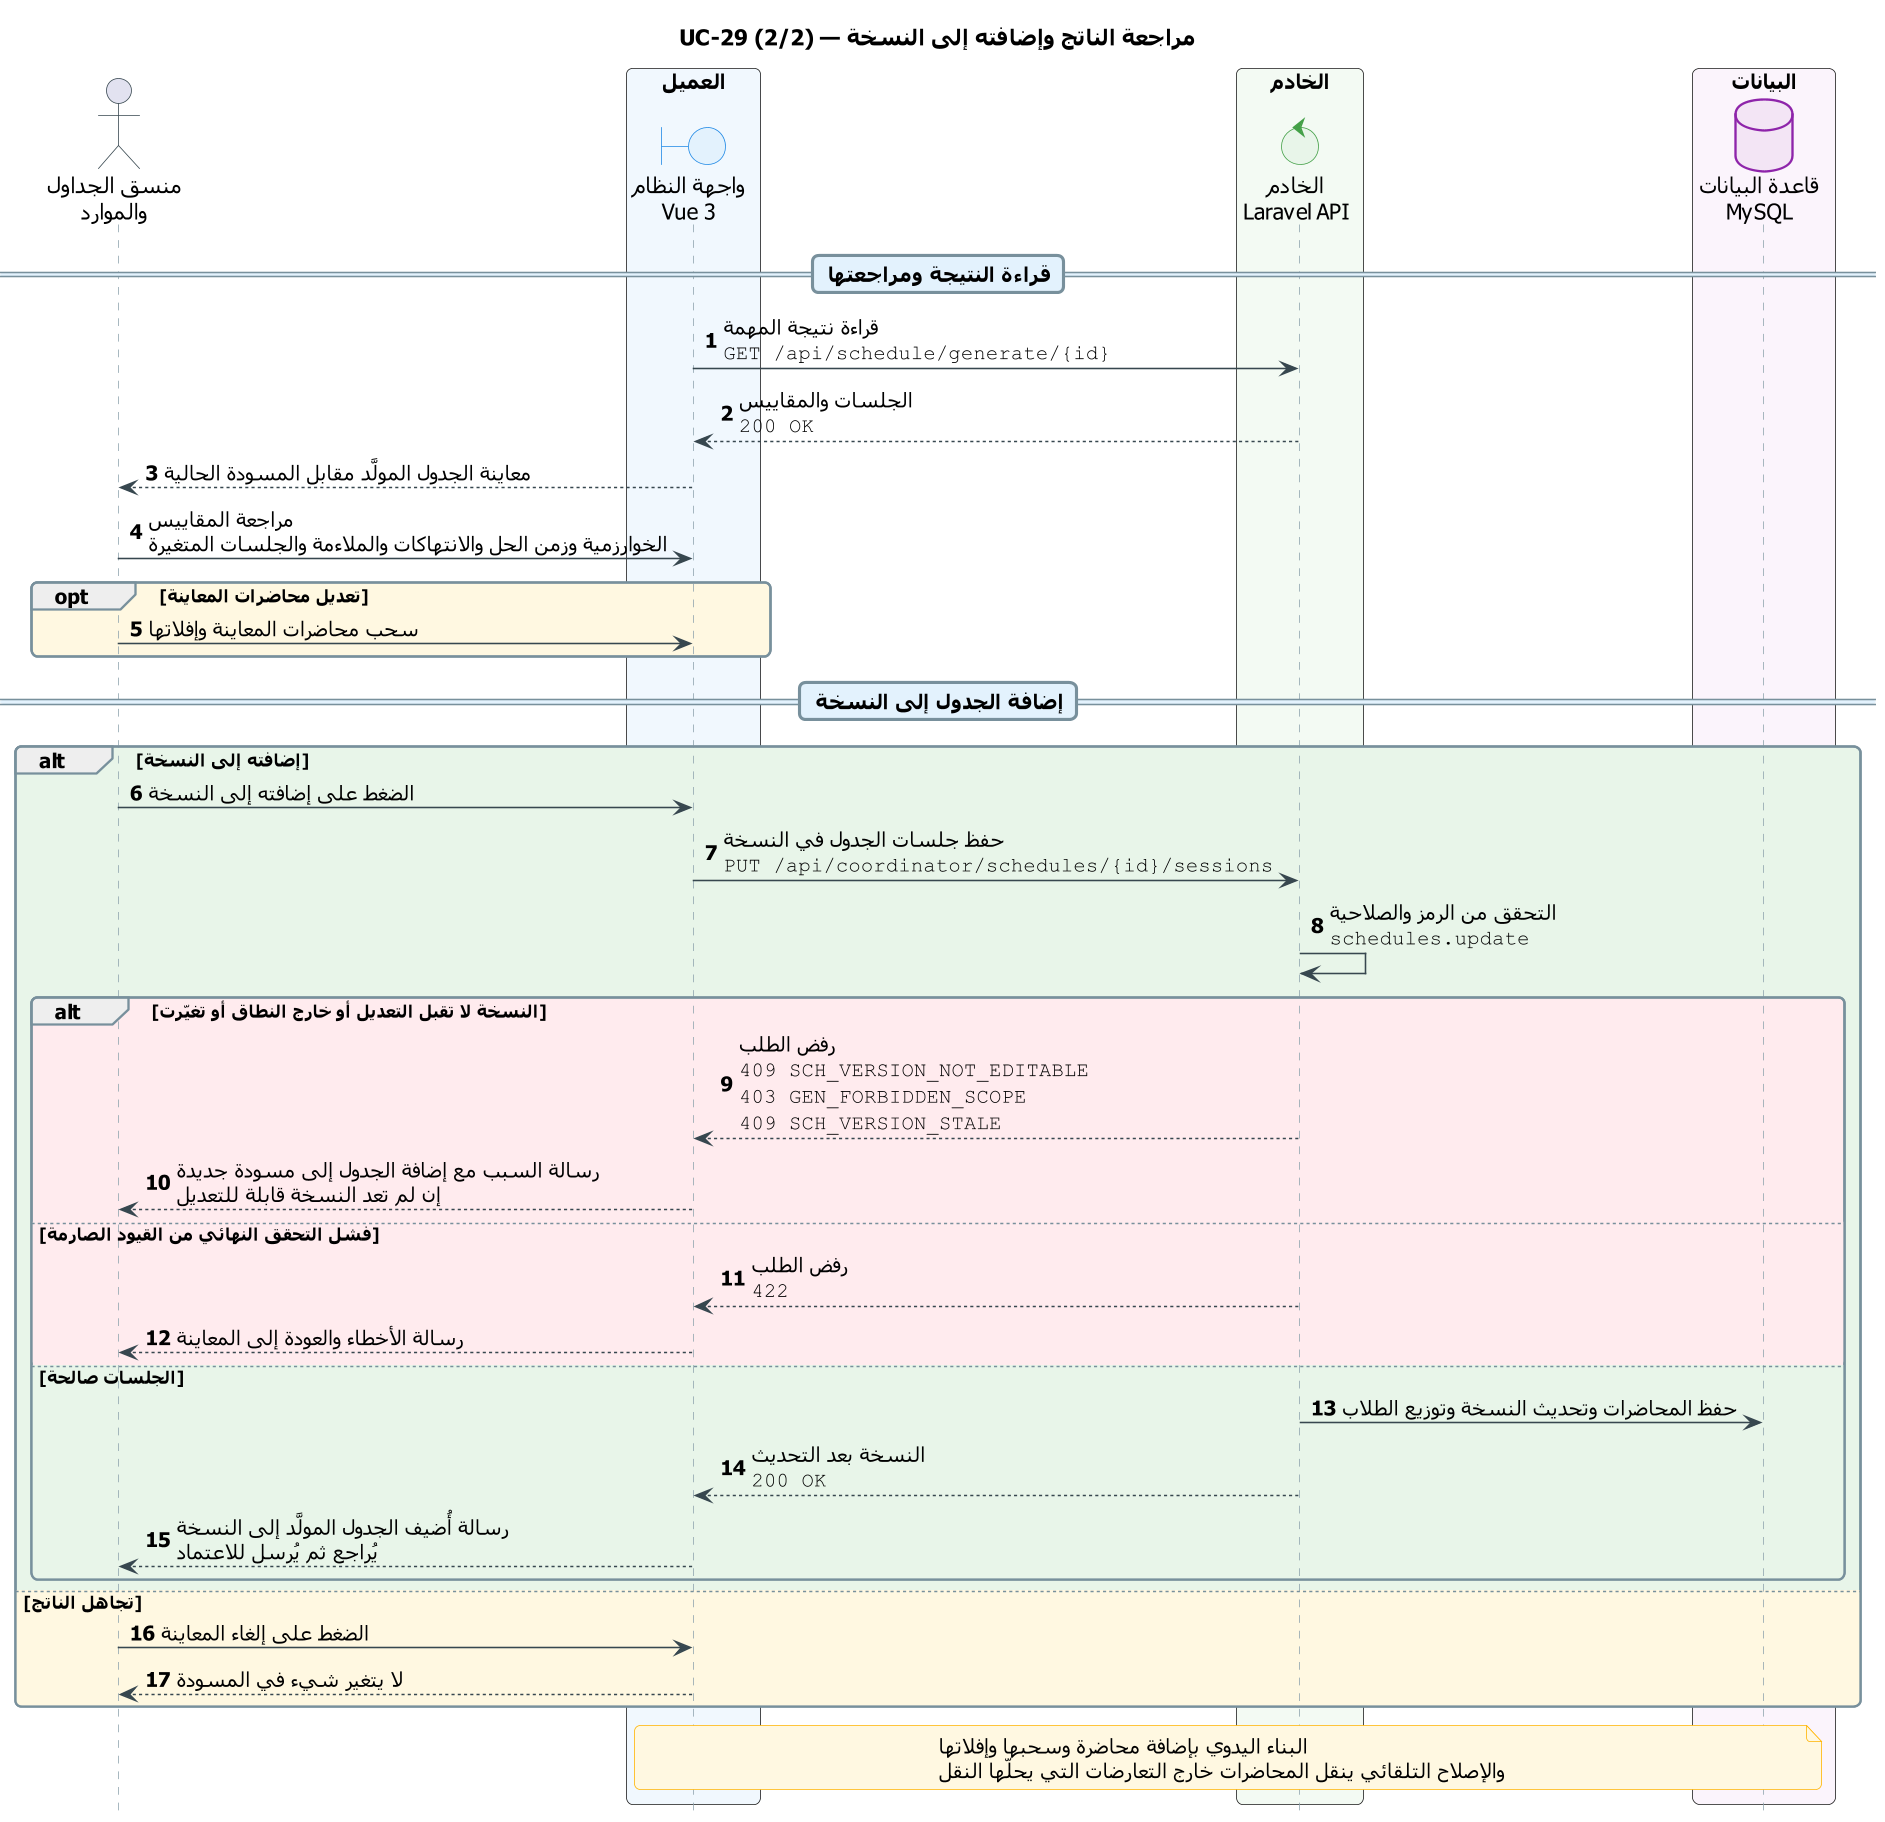 UC-29 (2/2) — مراجعة الناتج وإضافته إلى النسخة
العميل
الخادم
البيانات
منسق الجداول
والموارد
واجهة النظام
Vue 3
الخادم
Laravel API
قاعدة البيانات
MySQL
قراءة النتيجة ومراجعتها
1 قراءة نتيجة المهمة
GET /api/schedule/generate/{id}
2 الجلسات والمقاييس
200 OK
3 معاينة الجدول المولَّد مقابل المسودة الحالية
4 مراجعة المقاييس
الخوارزمية وزمن الحل والانتهاكات والملاءمة والجلسات المتغيرة
opt [تعديل محاضرات المعاينة]
5 سحب محاضرات المعاينة وإفلاتها
إضافة الجدول إلى النسخة
alt [إضافته إلى النسخة]
6 الضغط على إضافته إلى النسخة
7 حفظ جلسات الجدول في النسخة
PUT /api/coordinator/schedules/{id}/sessions
8 التحقق من الرمز والصلاحية
schedules.update
alt [النسخة لا تقبل التعديل أو خارج النطاق أو تغيّرت]
9 رفض الطلب
409 SCH_VERSION_NOT_EDITABLE
403 GEN_FORBIDDEN_SCOPE
409 SCH_VERSION_STALE
10 رسالة السبب مع إضافة الجدول إلى مسودة جديدة
إن لم تعد النسخة قابلة للتعديل
[فشل التحقق النهائي من القيود الصارمة]
11 رفض الطلب
422
12 رسالة الأخطاء والعودة إلى المعاينة
[الجلسات صالحة]
13 حفظ المحاضرات وتحديث النسخة وتوزيع الطلاب
14 النسخة بعد التحديث
200 OK
15 رسالة أُضيف الجدول المولَّد إلى النسخة
يُراجع ثم يُرسل للاعتماد
[تجاهل الناتج]
16 الضغط على إلغاء المعاينة
17 لا يتغير شيء في المسودة
البناء اليدوي بإضافة محاضرة وسحبها وإفلاتها
والإصلاح التلقائي ينقل المحاضرات خارج التعارضات التي يحلّها النقل